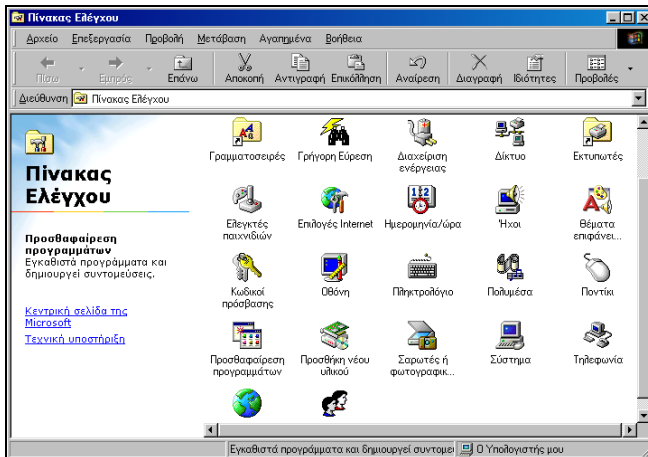 Πίνακας Ελέγχου
Αρχείο Επεξεργασία Προβολή Μετάβαση Αγαπημένα Βοήθεια
Πίσω Εμπρός Επάνω Αποκοπή Αντιγραφή Επικόλληση Αναίρεση Διαγραφή Ιδιότητες Προβολές
Διεύθυνση Πίνακας Ελέγχου
Πίνακας
Ελέγχου
Προσθαφαίρεση
προγραμμάτων
Εγκαθιστά προγράμματα και
δημιουργεί συντομεύσεις.
Κεντρική σελίδα της
Microsoft
Τεχνική υποστήριξη
Γραμματοσειρές Γρήγορη Εύρεση Διαχείριση Δίκτυο Εκτυπωτές
ενέργειας
Ελεγκτές Επιλογές Internet Ημερομηνία/ώρα Ήχοι Θέματα
παιχνιδιών επιφάνει...
Κωδικοί Οθόνη Πληκτρολόγιο Πολυμέσα Ποντίκι
πρόσβασης
Προσθαφαίρεση Προσθήκη νέου Σαρωτές ή Σύστημα Τηλεφωνία
προγραμμάτων υλικού φωτογραφικ...
Εγκαθιστά προγράμματα και δημιουργεί συντομεύ Ο Υπολογιστής μου